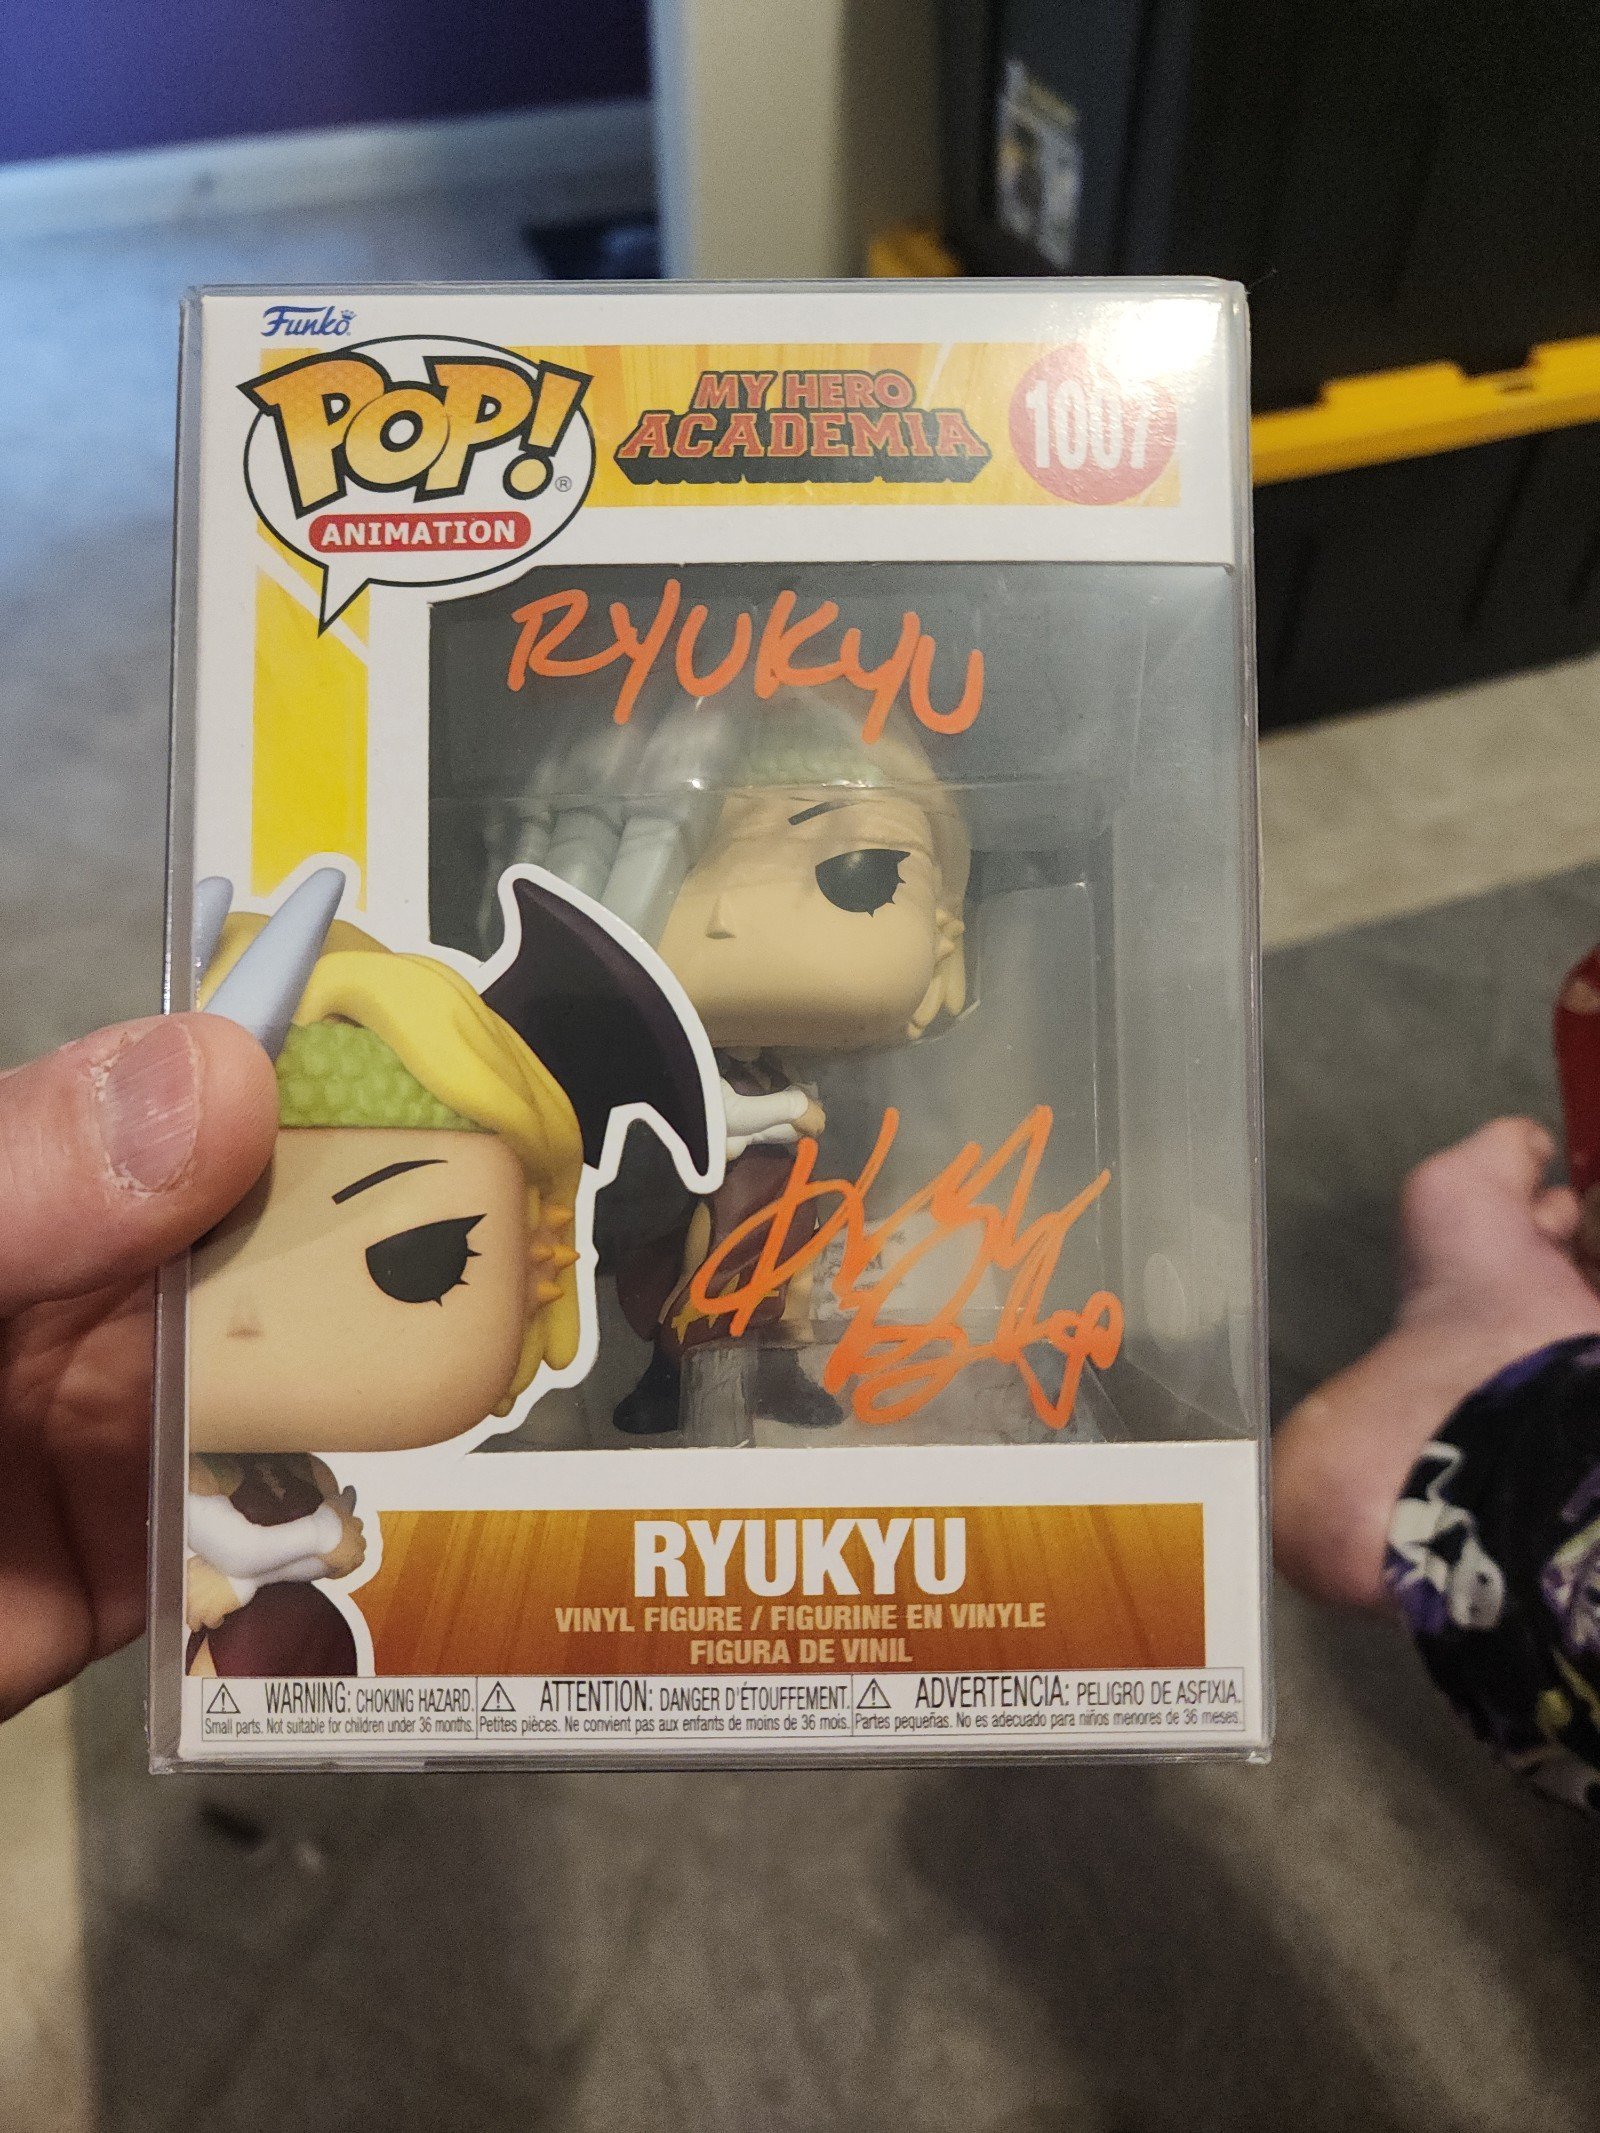 Funko
POP!®
ANIMATION
MY HERO
ACADEMIA
1007
RYUKYU
RYUKYU
VINYL FIGURE / FIGURINE EN VINYLE
FIGURA DE VINIL
WARNING: CHOKING HAZARD.
Small parts. Not suitable for children under 36 months.
ATTENTION: DANGER D'ÉTOUFFEMENT.
Petites pièces. Ne convient pas aux enfants de moins de 36 mois.
ADVERTENCIA: PELIGRO DE ASFIXIA.
Partes pequeñas. No es adecuado para niños menores de 36 meses.